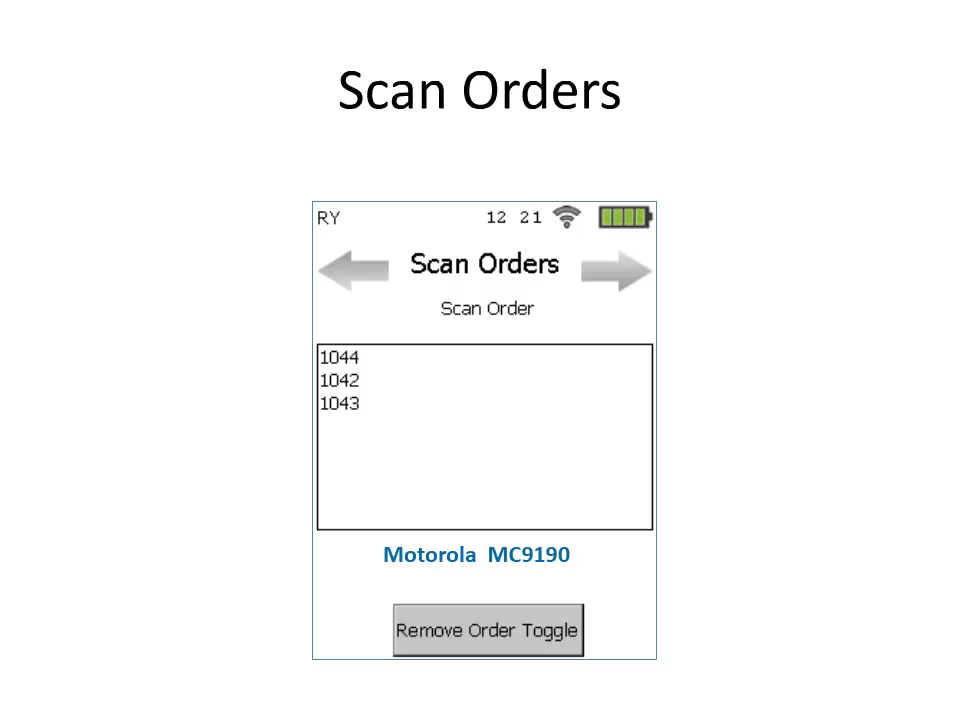 Scan Orders
RY 12 21
Scan Orders
Scan Order
1044
1042
1043
Motorola MC9190
Remove Order Toggle